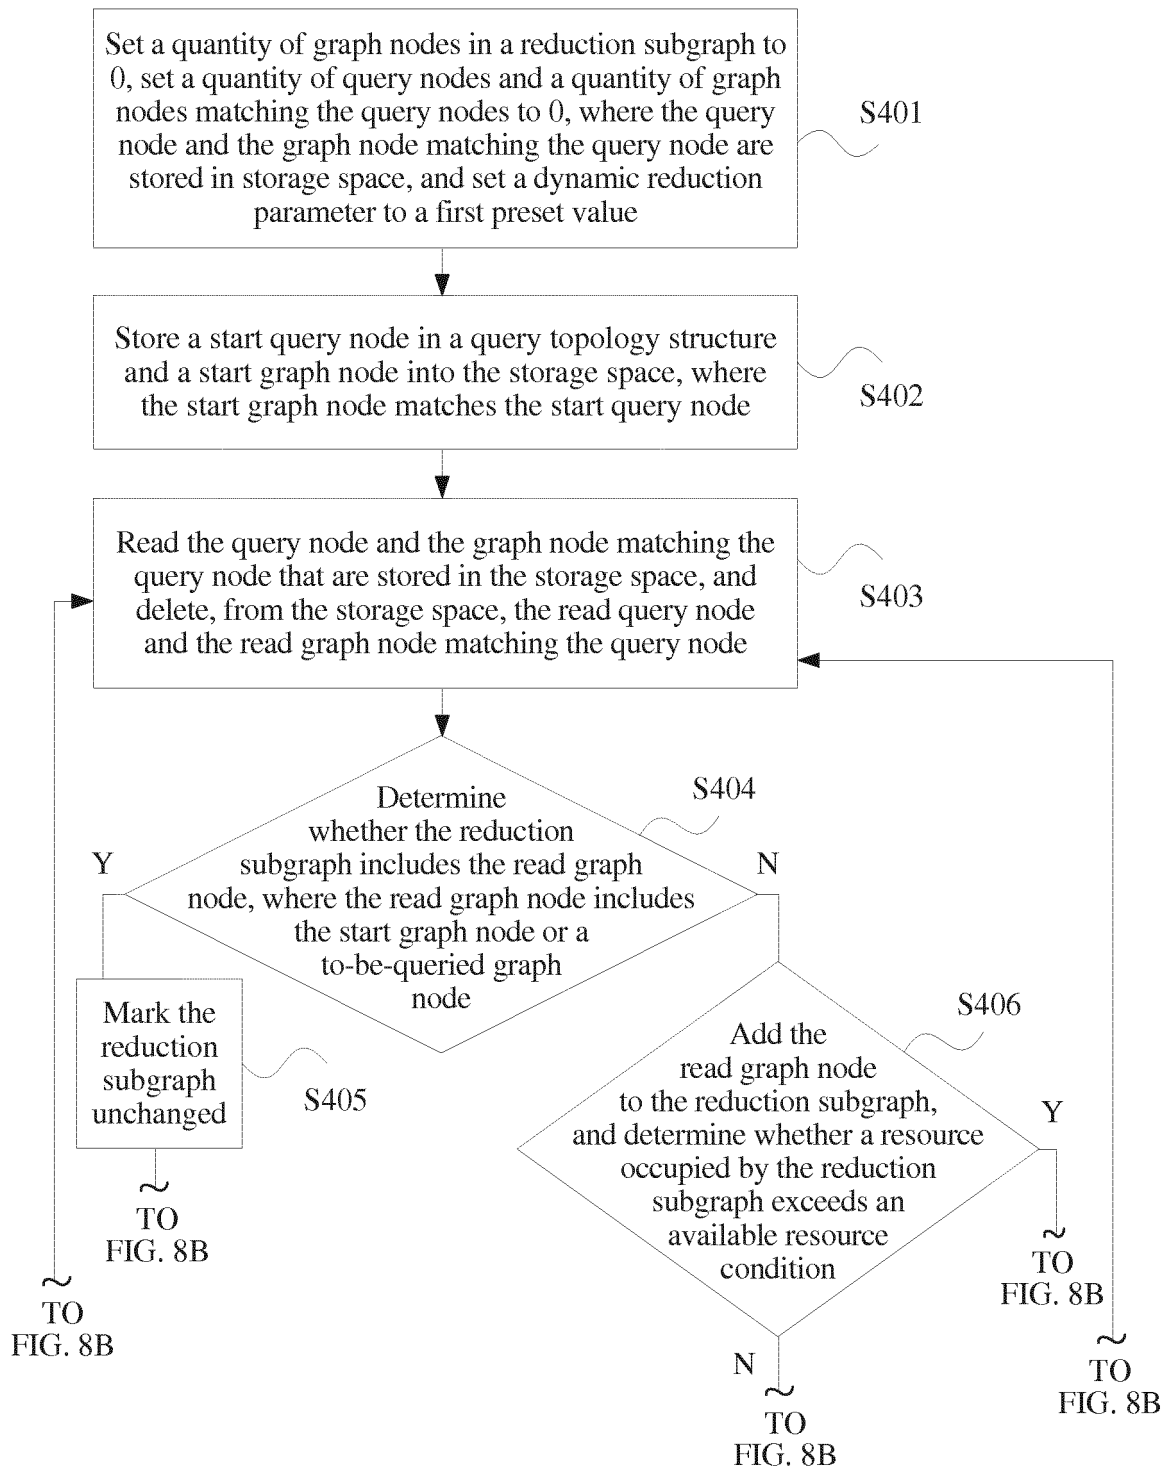 Set a quantity of graph nodes in a reduction subgraph to
0, set a quantity of query nodes and a quantity of graph
nodes matching the query nodes to 0, where the query
node and the graph node matching the query node are
stored in storage space, and set a dynamic reduction
parameter to a first preset value
S401
Store a start query node in a query topology structure
and a start graph node into the storage space, where
the start graph node matches the start query node
S402
Read the query node and the graph node matching the
query node that are stored in the storage space, and
delete, from the storage space, the read query node
and the read graph node matching the query node
S403
Determine
whether the reduction
subgraph includes the read graph
node, where the read graph node includes
the start graph node or a
to-be-queried graph
node
S404
Y
N
Mark the
reduction
subgraph
unchanged
S405
TO
FIG. 8B
Add the
read graph node
to the reduction subgraph,
and determine whether a resource
occupied by the reduction
subgraph exceeds an
available resource
condition
S406
Y
TO
FIG. 8B
TO
FIG. 8B
N
TO
FIG. 8B
TO
FIG. 8B